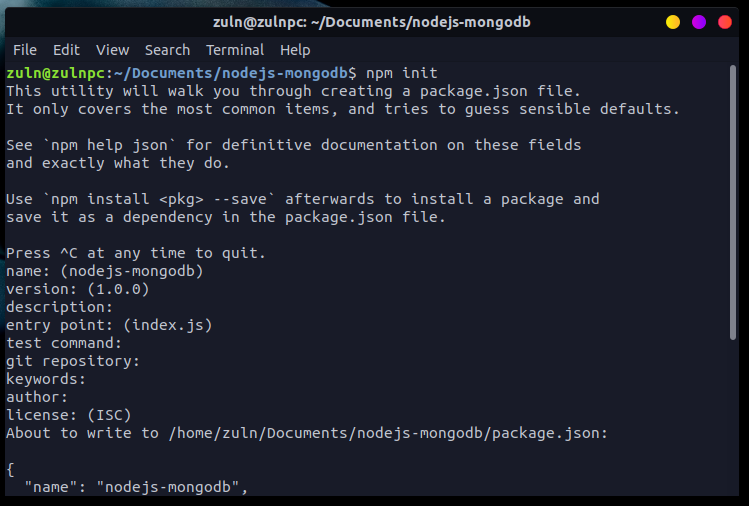 zuln@zulnpc: ~/Documents/nodejs-mongodb
File Edit View Search Terminal Help
zuln@zulnpc:~/Documents/nodejs-mongodb$ npm init
This utility will walk you through creating a package.json file.
It only covers the most common items, and tries to guess sensible defaults.
See `npm help json` for definitive documentation on these fields
and exactly what they do.
Use `npm install <pkg> --save` afterwards to install a package and
save it as a dependency in the package.json file.
Press ^C at any time to quit.
name: (nodejs-mongodb)
version: (1.0.0)
description:
entry point: (index.js)
test command:
git repository:
keywords:
author:
license: (ISC)
About to write to /home/zuln/Documents/nodejs-mongodb/package.json:
{
"name": "nodejs-mongodb",